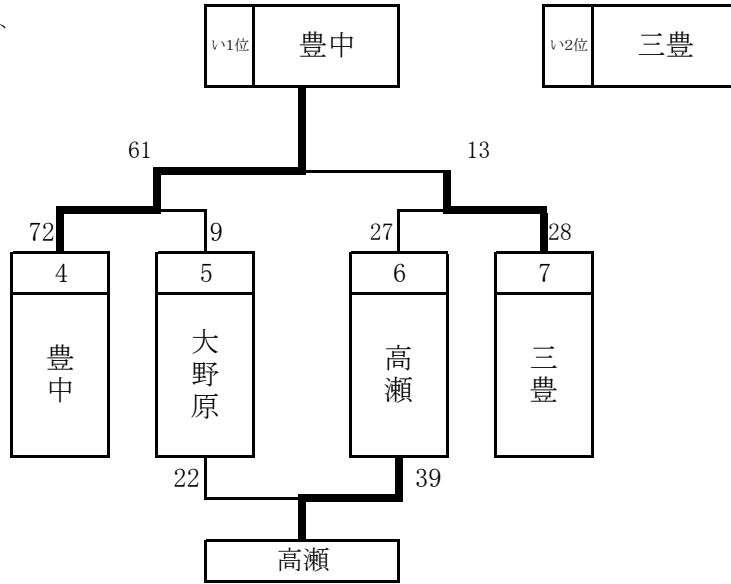 、
い1位 豊中
い2位 三豊
61 13
72 9 27 28
4 5 6 7
豊中 大野原 高瀬 三豊
22 39
高瀬